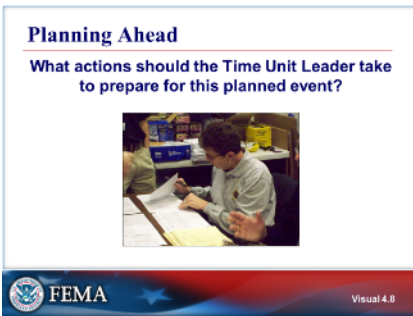 Planning Ahead
What actions should the Time Unit Leader take
to prepare for this planned event?
FEMA
Visual 4.8